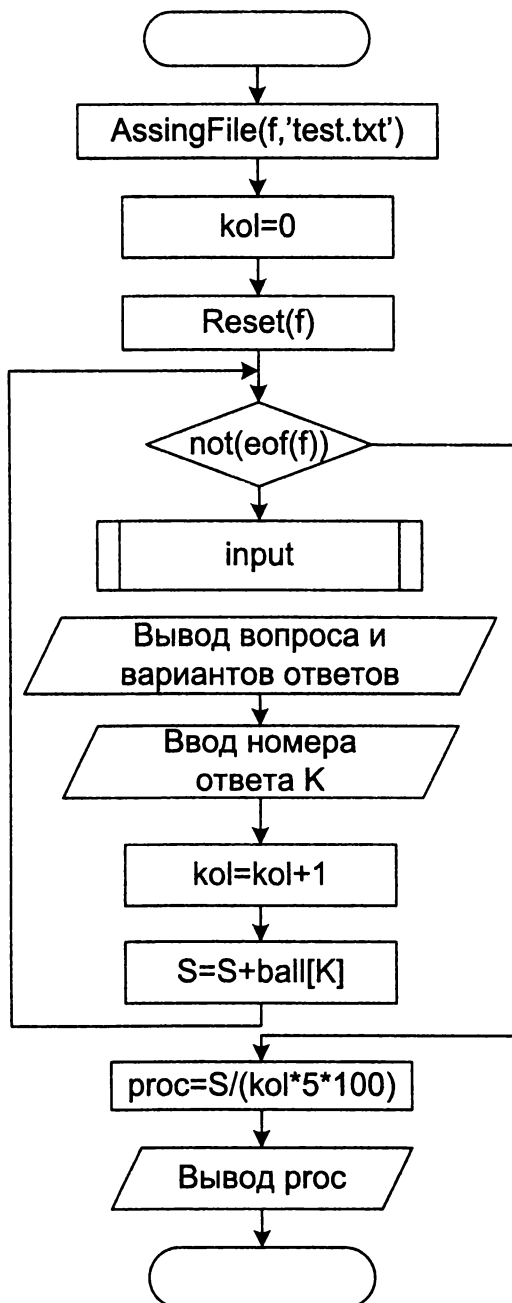 AssingFile(f,'test.txt')
kol=0
Reset(f)
not(eof(f))
input
Вывод вопроса и
вариантов ответов
Ввод номера
ответа K
kol=kol+1
S=S+ball[K]
proc=S/(kol*5*100)
Вывод proc